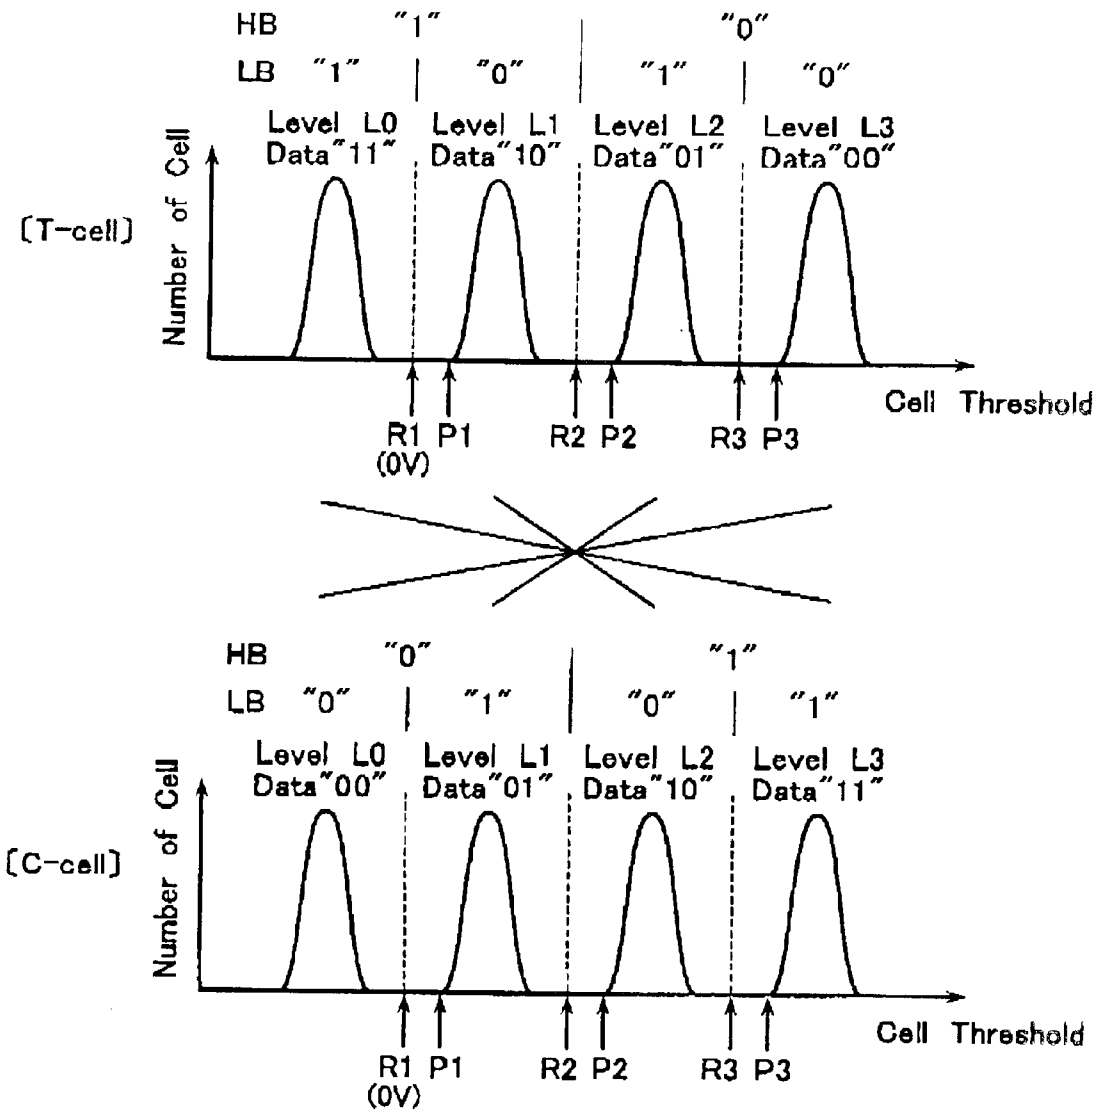 HB "1" "0"
LB "1" "0" "1" "0"
Level L0 Level L1 Level L2 Level L3
Data"11" Data"10" Data"01" Data"00"
Number of Cell
[T-cell]
Cell Threshold
R1 P1 R2 P2 R3 P3
(0V)
HB "0" "1"
LB "0" "1" "0" "1"
Level L0 Level L1 Level L2 Level L3
Data"00" Data"01" Data"10" Data"11"
Number of Cell
[C-cell]
Cell Threshold
R1 P1 R2 P2 R3 P3
(0V)